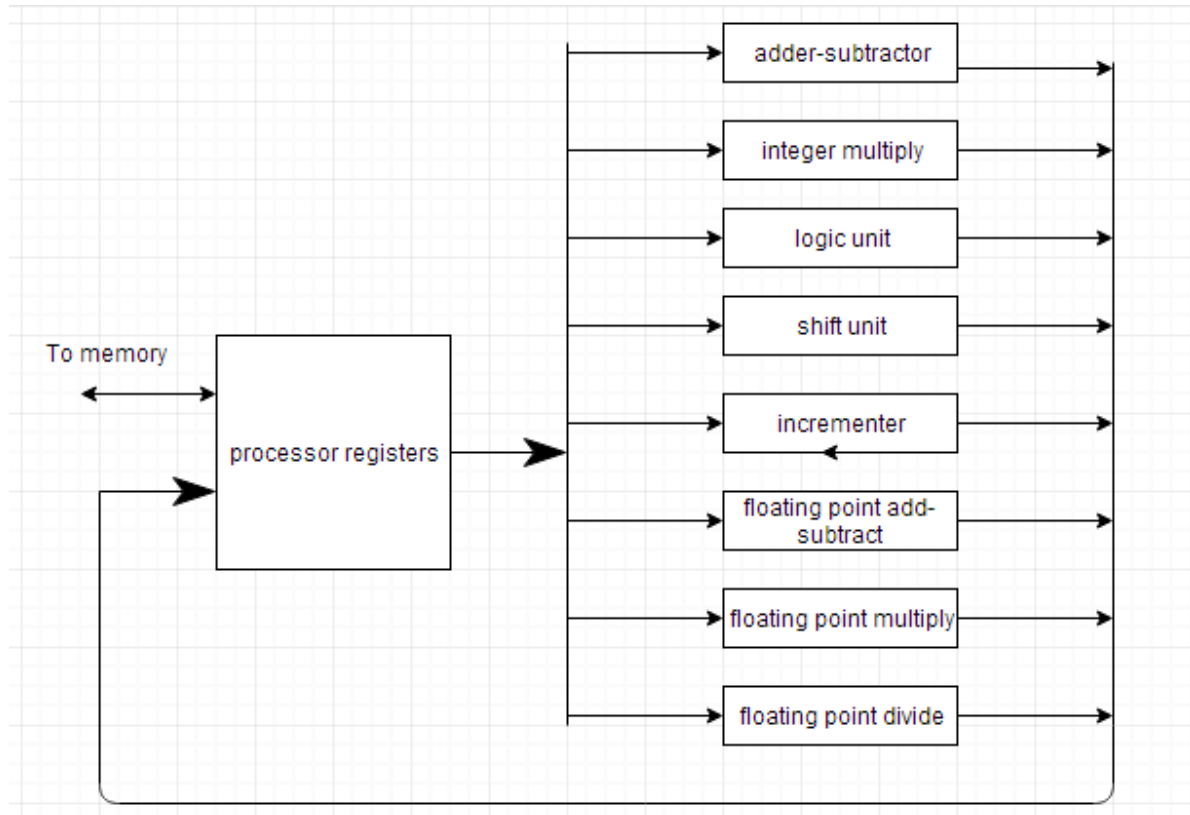 adder-subtractor
integer multiply
logic unit
shift unit
To memory
incrementer
processor registers
floating point add-
subtract
floating point multiply
floating point divide